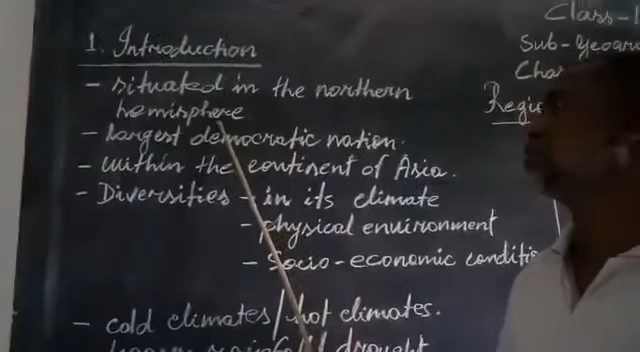 Class-
Sub-Geogra
Cha
Regi
1. Introduction
- situated in the northern
hemisphere
- largest democratic nation.
- within the continent of Asia.
- Diversities - in its climate
- physical environment
- Socio-economic conditi
- cold climates/hot climates.
drought